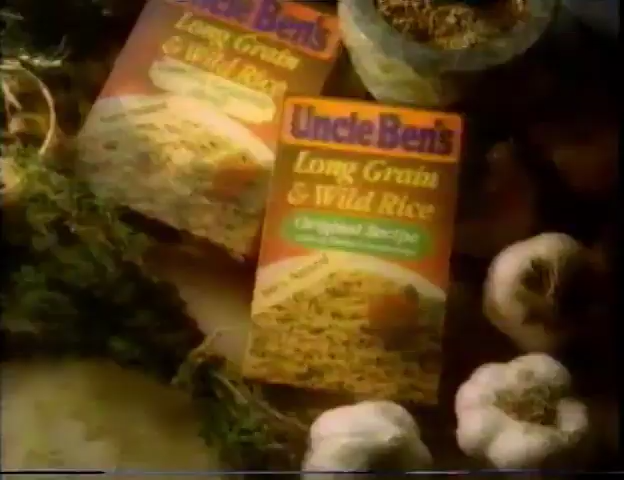 Uncle Ben's
Long Grain
& Wild Rice
Uncle Ben's
Long Grain
& Wild Rice
Original Recipe